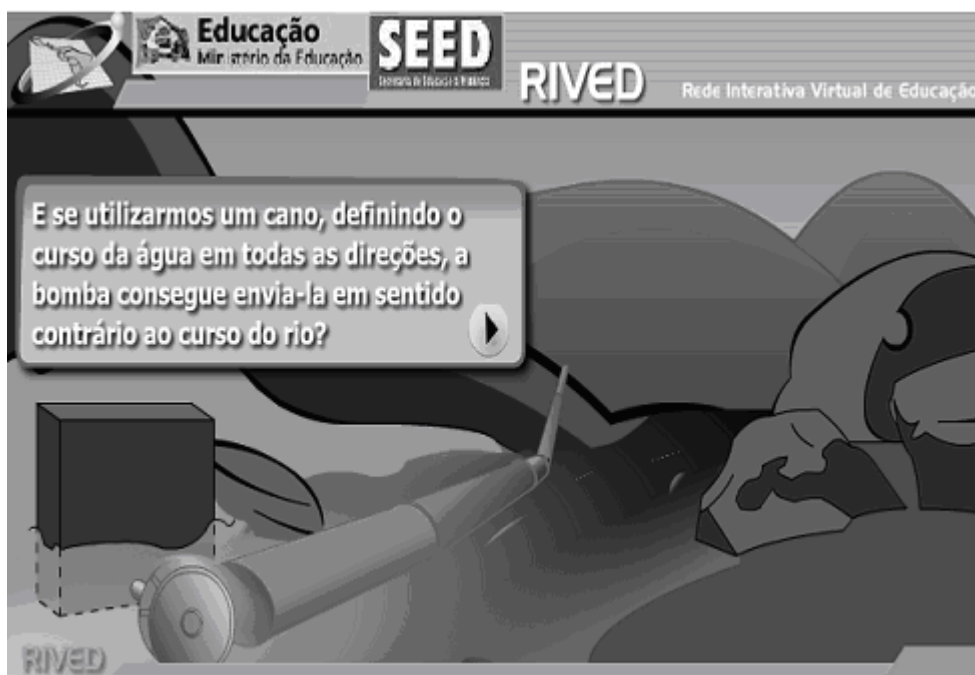 Educação
Ministério da Educação
SEED
RIVED
Rede Interativa Virtual de Educação
E se utilizarmos um cano, definindo o
curso da água em todas as direções, a
bomba consegue envia-la em sentido
contrário ao curso do rio?
RIVED